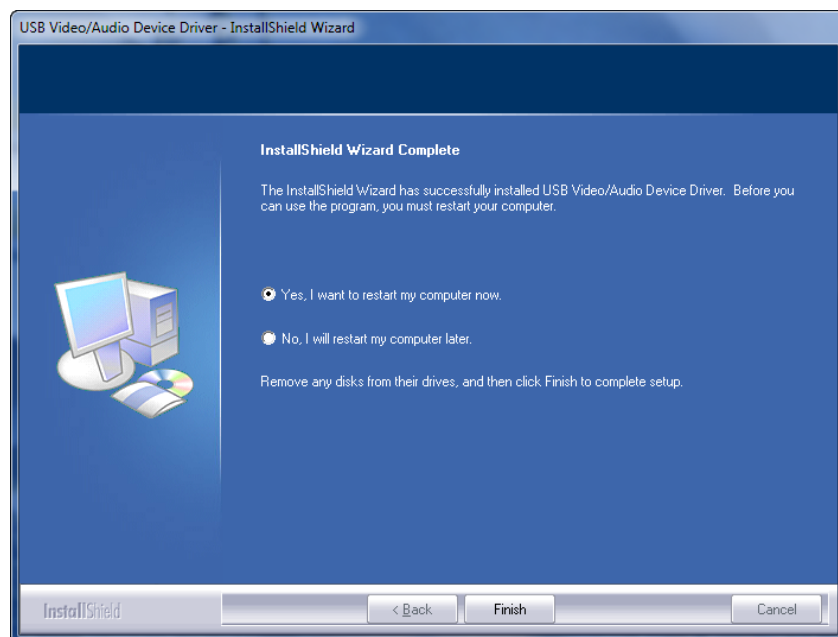 USB Video/Audio Device Driver - InstallShield Wizard
InstallShield Wizard Complete
The InstallShield Wizard has successfully installed USB Video/Audio Device Driver.  Before you
can use the program, you must restart your computer.
Yes, I want to restart my computer now.
No, I will restart my computer later.
Remove any disks from their drives, and then click Finish to complete setup.
InstallShield
< Back
Finish
Cancel